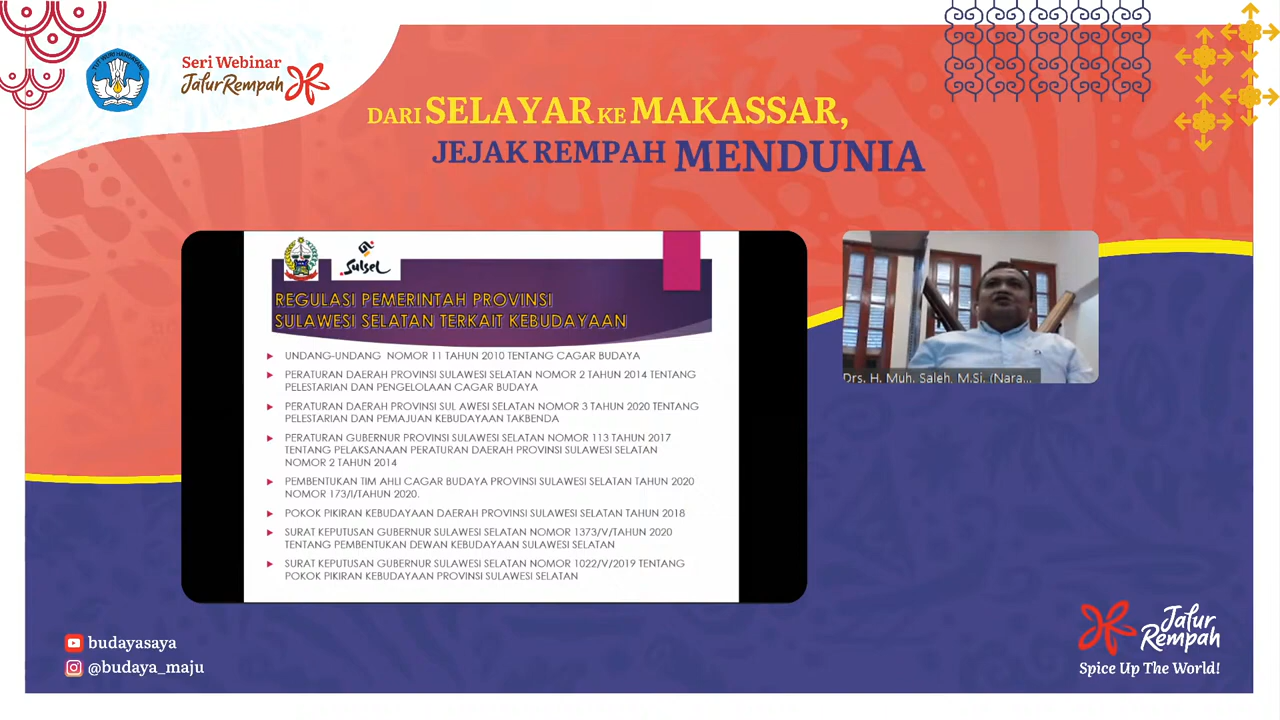 TUT WURI HANDAYANI
Seri Webinar
Jalur Rempah
DARI SELAYAR KE MAKASSAR,
JEJAK REMPAH MENDUNIA
Sulsel
REGULASI PEMERINTAH PROVINSI
SULAWESI SELATAN TERKAIT KEBUDAYAAN
UNDANG-UNDANG NOMOR 11 TAHUN 2010 TENTANG CAGAR BUDAYA
PERATURAN DAERAH PROVINSI SULAWESI SELATAN NOMOR 2 TAHUN 2014 TENTANG
PELESTARIAN DAN PENGELOLAAN CAGAR BUDAYA
PERATURAN DAERAH PROVINSI SUL AWESI SELATAN NOMOR 3 TAHUN 2020 TENTANG
PELESTARIAN DAN PEMAJUAN KEBUDAYAAN TAKBENDA
PERATURAN GUBERNUR PROVINSI SULAWESI SELATAN NOMOR 113 TAHUN 2017
TENTANG PELAKSANAAN PERATURAN DAERAH PROVINSI SULAWESI SELATAN
NOMOR 2 TAHUN 2014
PEMBENTUKAN TIM AHLI CAGAR BUDAYA PROVINSI SULAWESI SELATAN TAHUN 2020
NOMOR 173/I/TAHUN 2020.
POKOK PIKIRAN KEBUDAYAAN DAERAH PROVINSI SULAWESI SELATAN TAHUN 2018
SURAT KEPUTUSAN GUBERNUR SULAWESI SELATAN NOMOR 1373/V/TAHUN 2020
TENTANG PEMBENTUKAN DEWAN KEBUDAYAAN SULAWESI SELATAN
SURAT KEPUTUSAN GUBERNUR SULAWESI SELATAN NOMOR 1022/V/2019 TENTANG
POKOK PIKIRAN KEBUDAYAAN PROVINSI SULAWESI SELATAN
Drs. H. Muh. Saleh, M.Si. (Nara...
budayasaya
@budaya_maju
Jalur
Rempah
Spice Up The World!